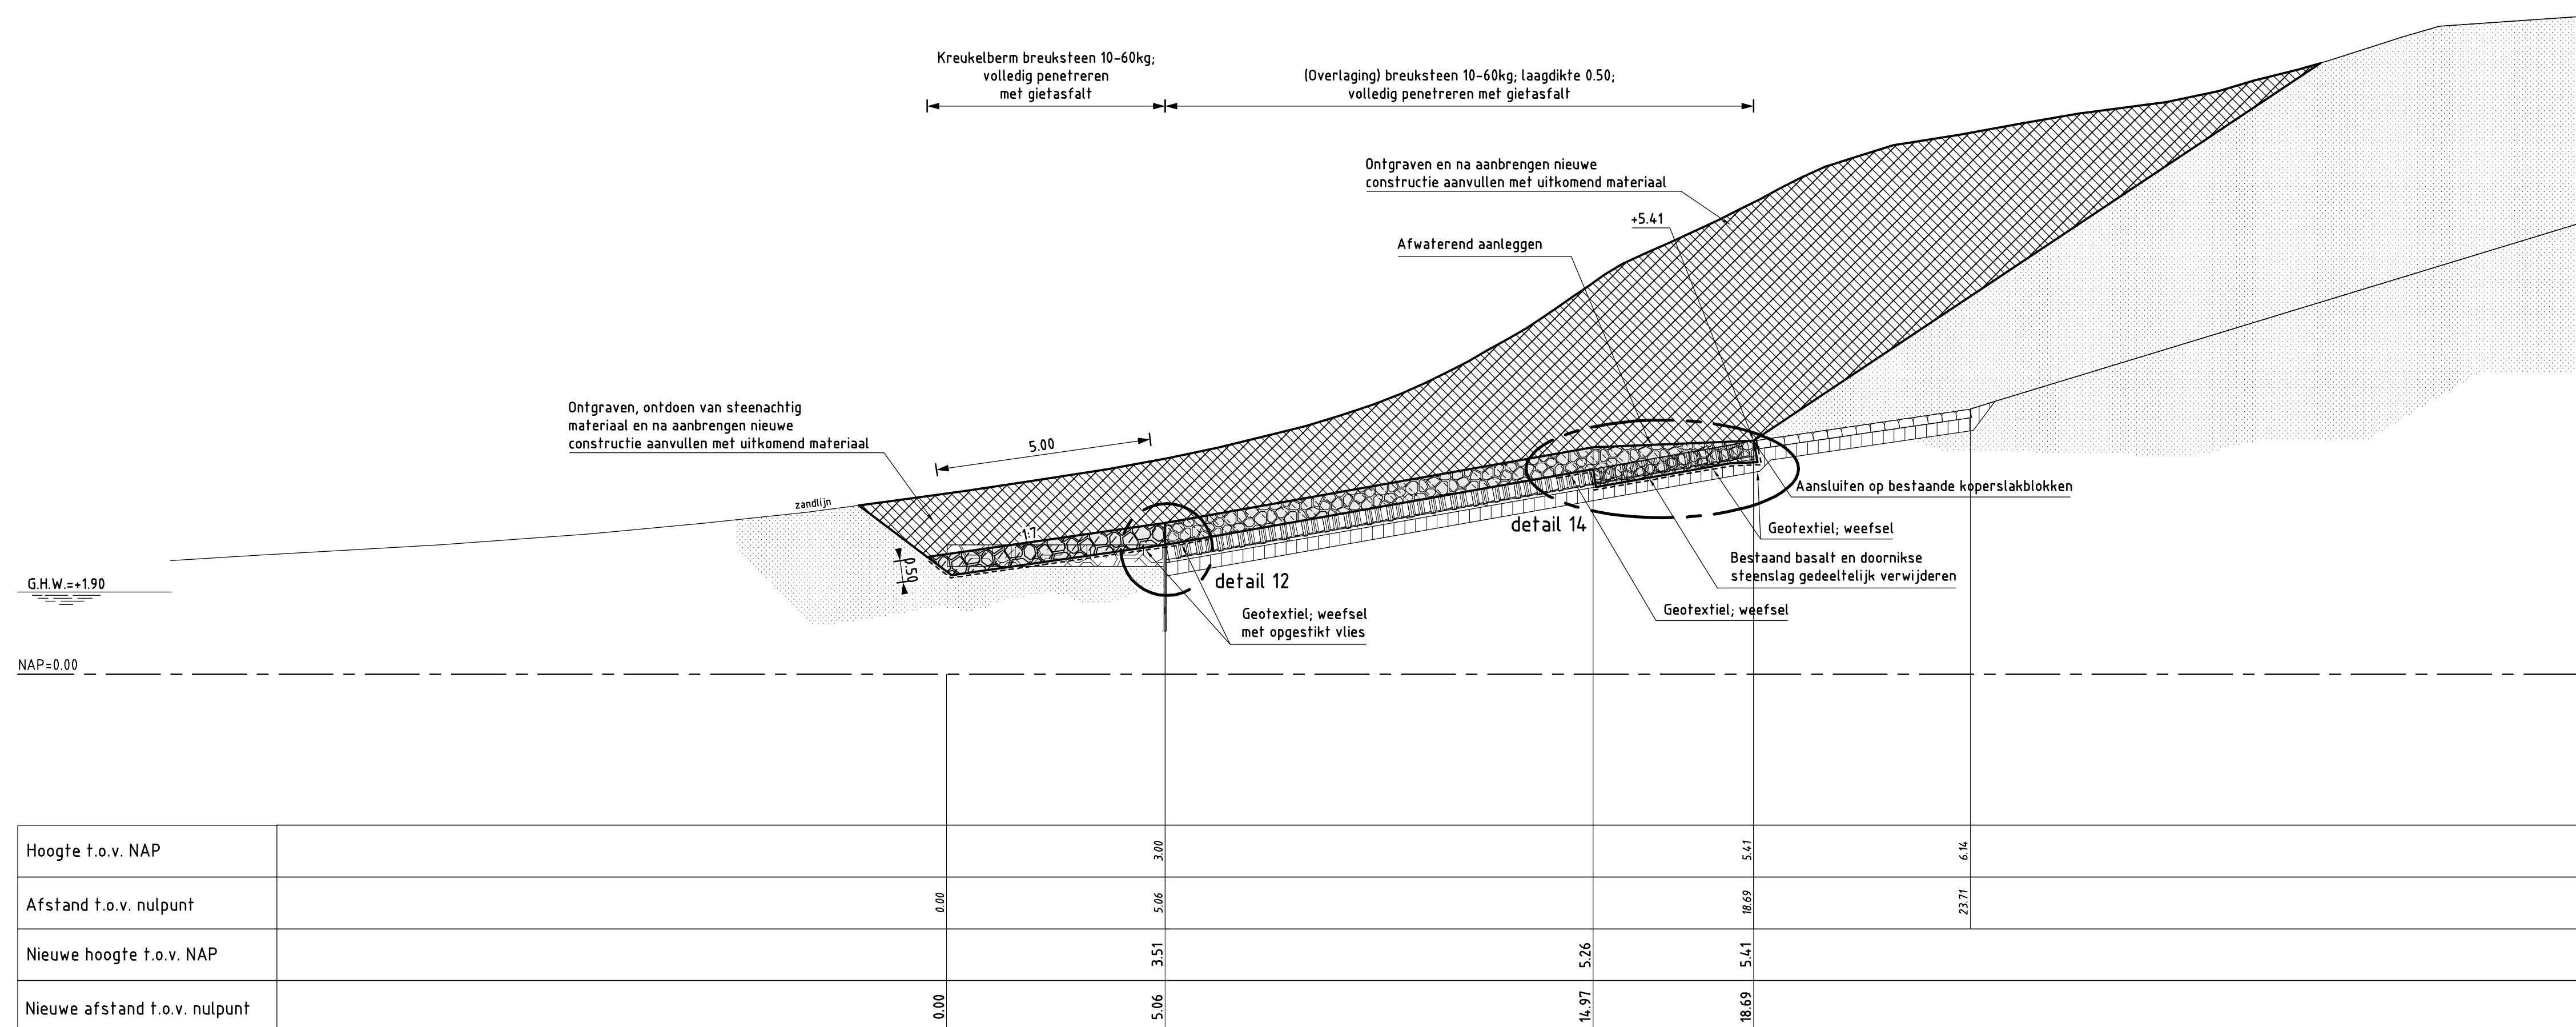 Kreukelberm breuksteen 10-60kg;
volledig penetreren
met gietasfalt
(Overlaging) breuksteen 10-60kg; laagdikte 0.50;
volledig penetreren met gietasfalt
Ontgraven en na aanbrengen nieuwe
constructie aanvullen met uitkomend materiaal
+5.41
Afwaterend aanleggen
Ontgraven, ontdoen van steenachtig
materiaal en na aanbrengen nieuwe
constructie aanvullen met uitkomend materiaal
5.00
zandlijn
1:7
0.50
Aansluiten op bestaande koperslakblokken
detail 14
Geotextiel; weefsel
Bestaand basalt en doornikse
steenslag gedeeltelijk verwijderen
detail 12
Geotextiel; weefsel
Geotextiel; weefsel
met opgestikt vlies
G.H.W.=+1.90
NAP=0.00
Hoogte t.o.v. NAP 3.00 5.41 6.14
Afstand t.o.v. nulpunt 0.00 5.06 18.69 23.71
Nieuwe hoogte t.o.v. NAP 3.51 5.26 5.41
Nieuwe afstand t.o.v. nulpunt 0.00 5.06 14.97 18.69